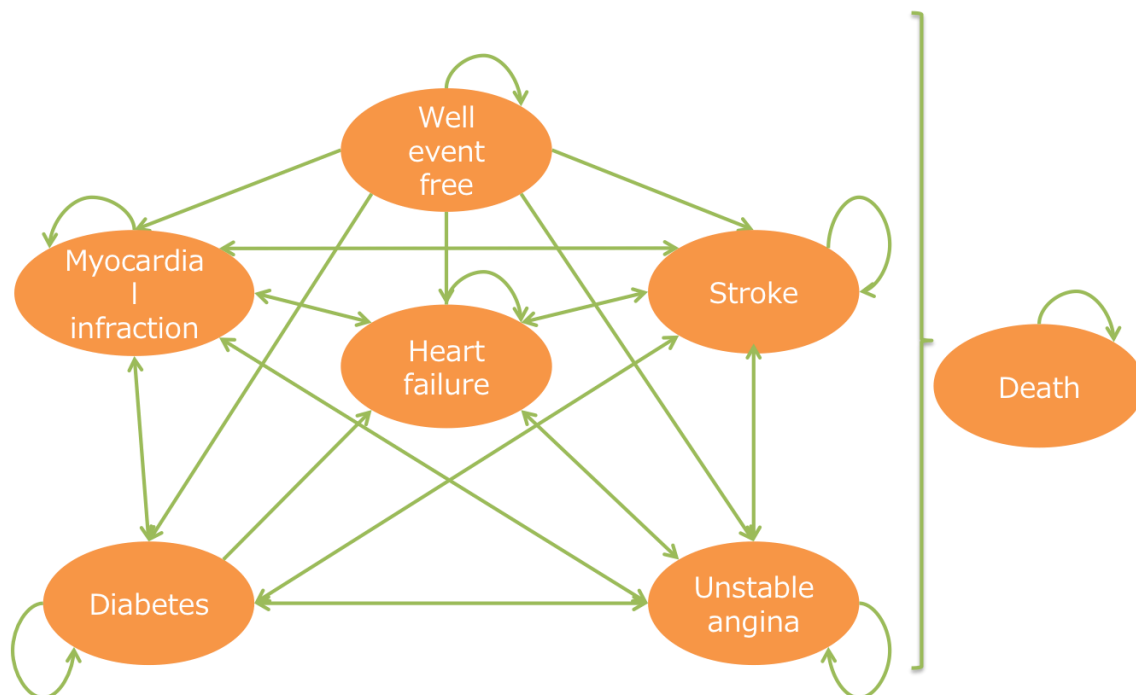 Well
event
free
Myocardia
l
infraction
Stroke
Heart
failure
Death
Diabetes
Unstable
angina